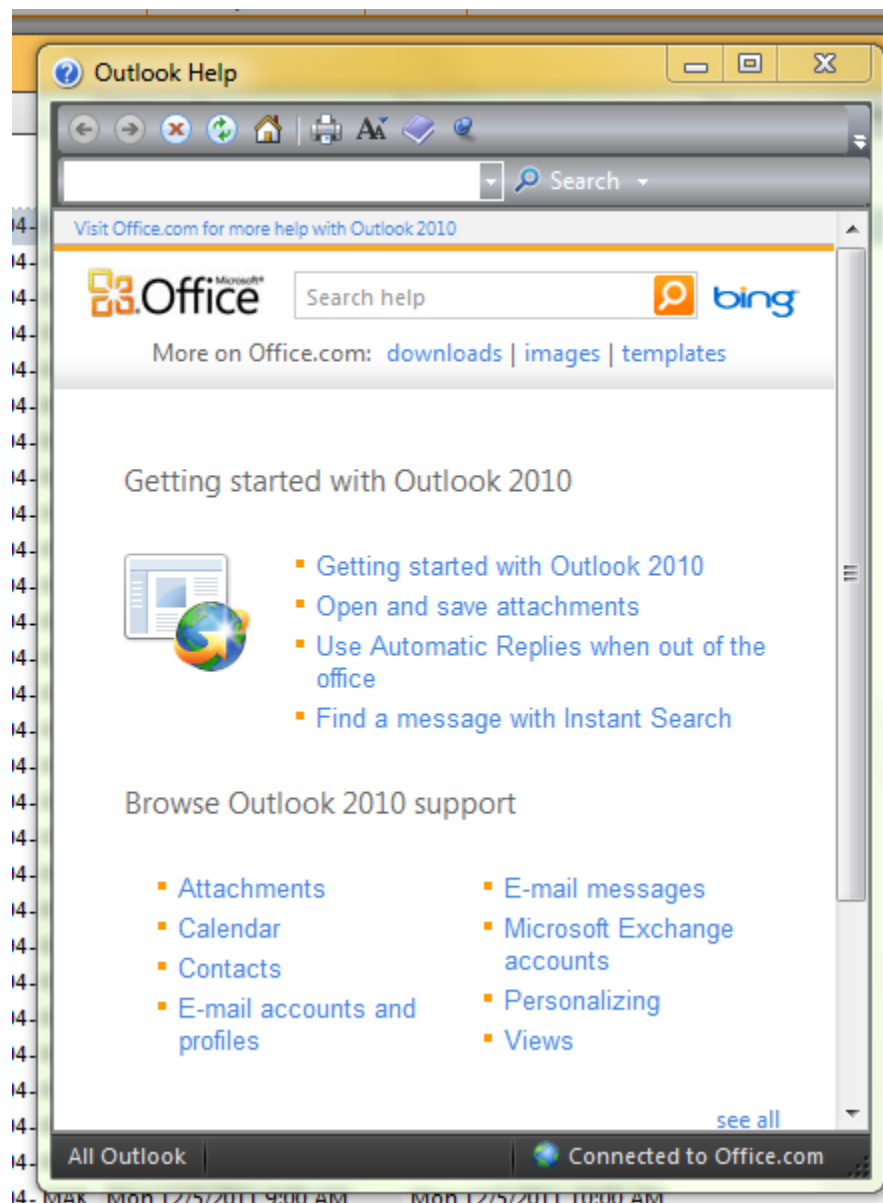 Outlook Help
Search
Visit Office.com for more help with Outlook 2010
Microsoft®
Office
Search help
bing
More on Office.com: downloads | images | templates
Getting started with Outlook 2010
Getting started with Outlook 2010
Open and save attachments
Use Automatic Replies when out of the
office
Find a message with Instant Search
Browse Outlook 2010 support
Attachments
Calendar
Contacts
E-mail accounts and
profiles
E-mail messages
Microsoft Exchange
accounts
Personalizing
Views
see all
All Outlook
Connected to Office.com
04- MAK Mon 12/5/2011 9:00 AM Mon 12/5/2011 10:00 AM